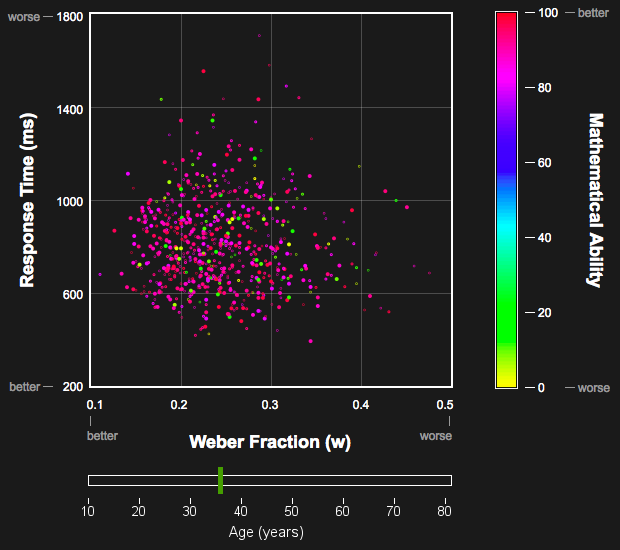 worse
1800
1400
1000
600
200
better
Response Time (ms)
0.1
0.2
0.3
0.4
0.5
better
worse
Weber Fraction (w)
10
20
30
40
50
60
70
80
Age (years)
100
better
80
60
40
20
0
worse
Mathematical Ability